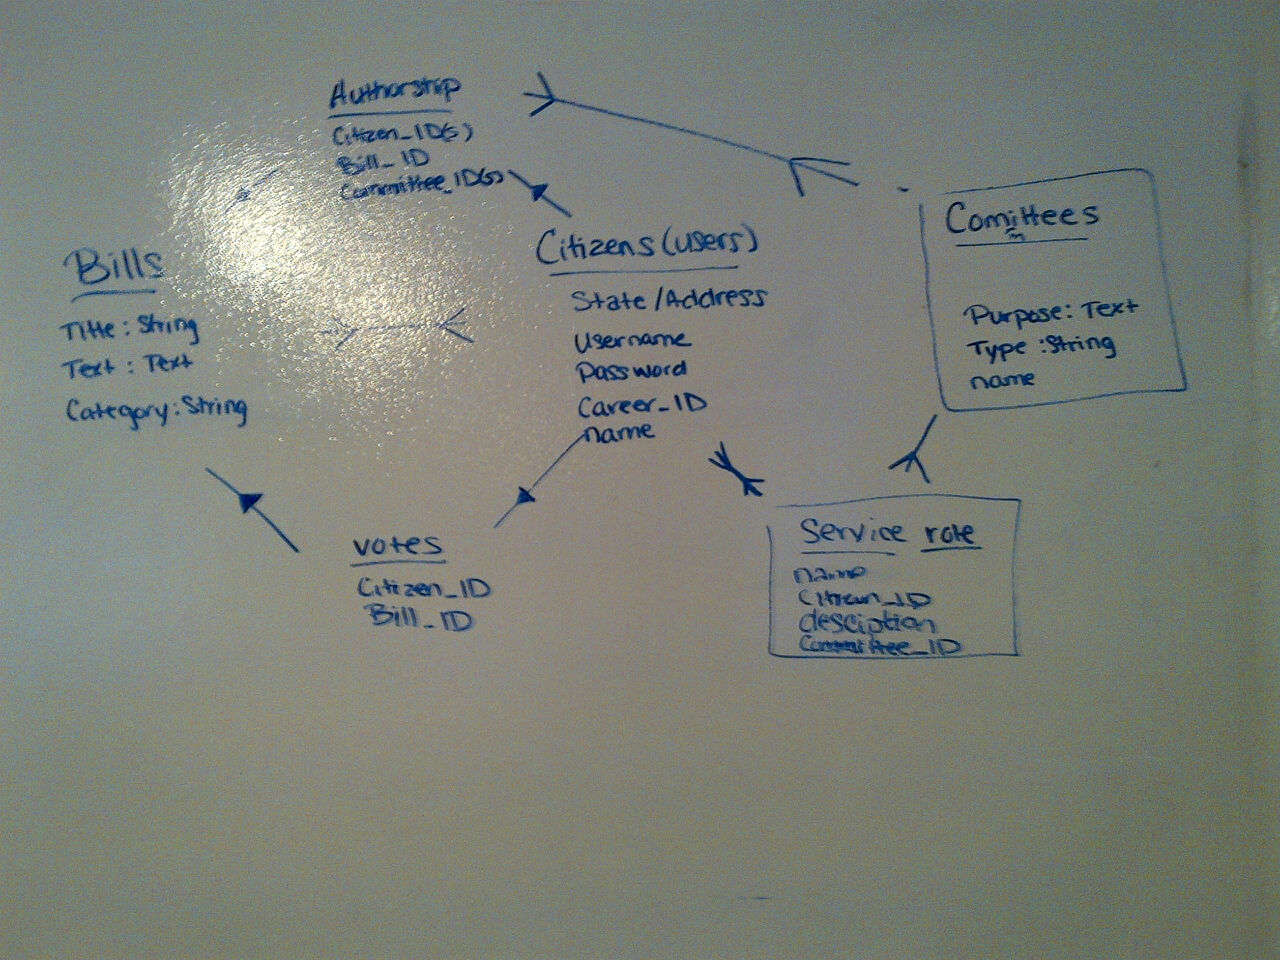 Authorship
Citizen_ID(s)
Bill_ID
Committee_ID(s)
Bills
Title: String
Text: Text
Category: String
Citizens (users)
State/Address
Username
Password
Career_ID
name
Comittees
m
Purpose: Text
Type: String
name
votes
Citizen_ID
Bill_ID
Service role
name
Citizen_ID
desciption
Committee_ID